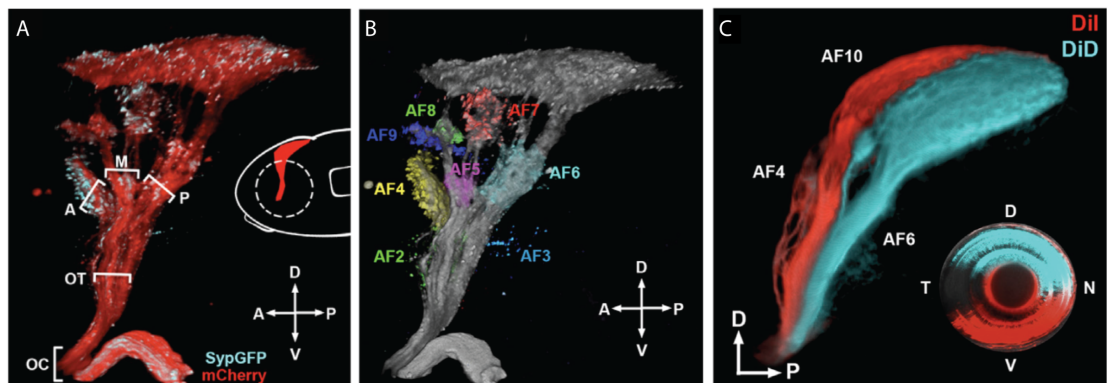 A
M
A
P
OT
OC
SypGFP
mCherry
D
A P
V
B
AF8
AF7
AF9
AF5
AF6
AF4
AF2
AF3
D
A P
V
C
DiI
DiD
AF10
AF4
AF6
D
T N
V
D
P